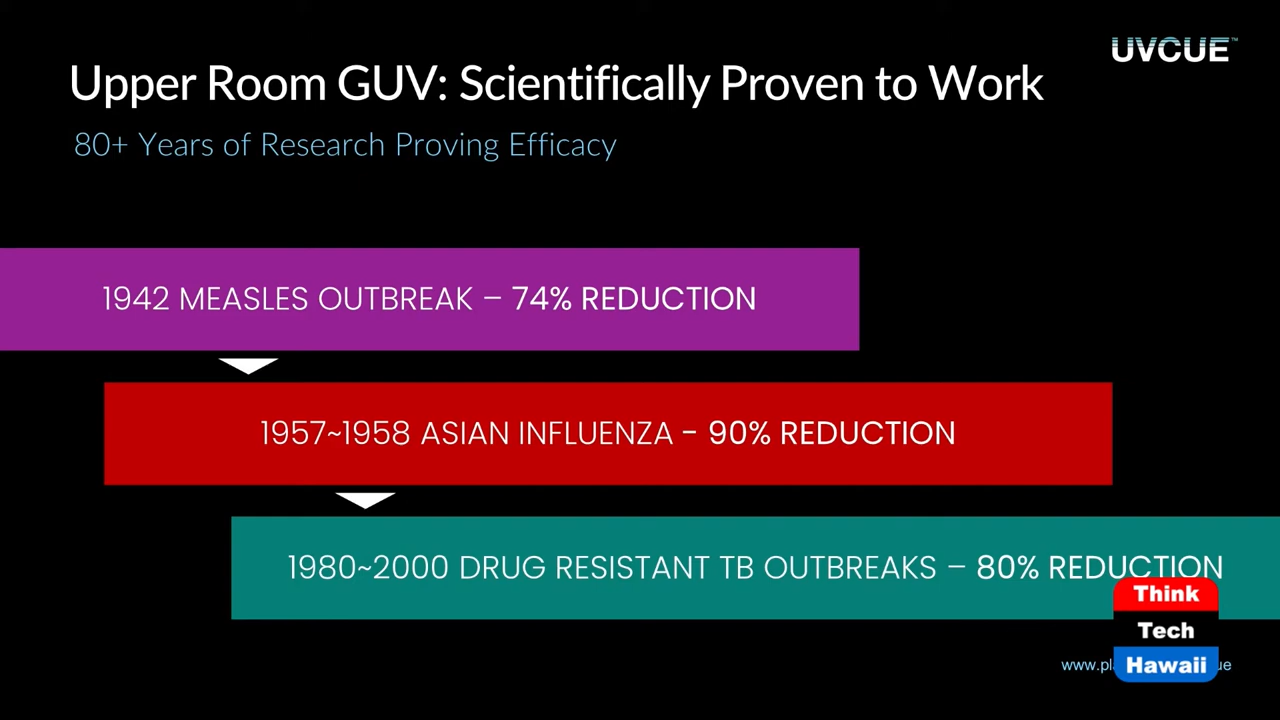 UVCUE™
Upper Room GUV: Scientifically Proven to Work
80+ Years of Research Proving Efficacy
1942 MEASLES OUTBREAK – 74% REDUCTION
1957~1958 ASIAN INFLUENZA - 90% REDUCTION
1980~2000 DRUG RESISTANT TB OUTBREAKS – 80% REDUCTION
Think
Tech
Hawaii